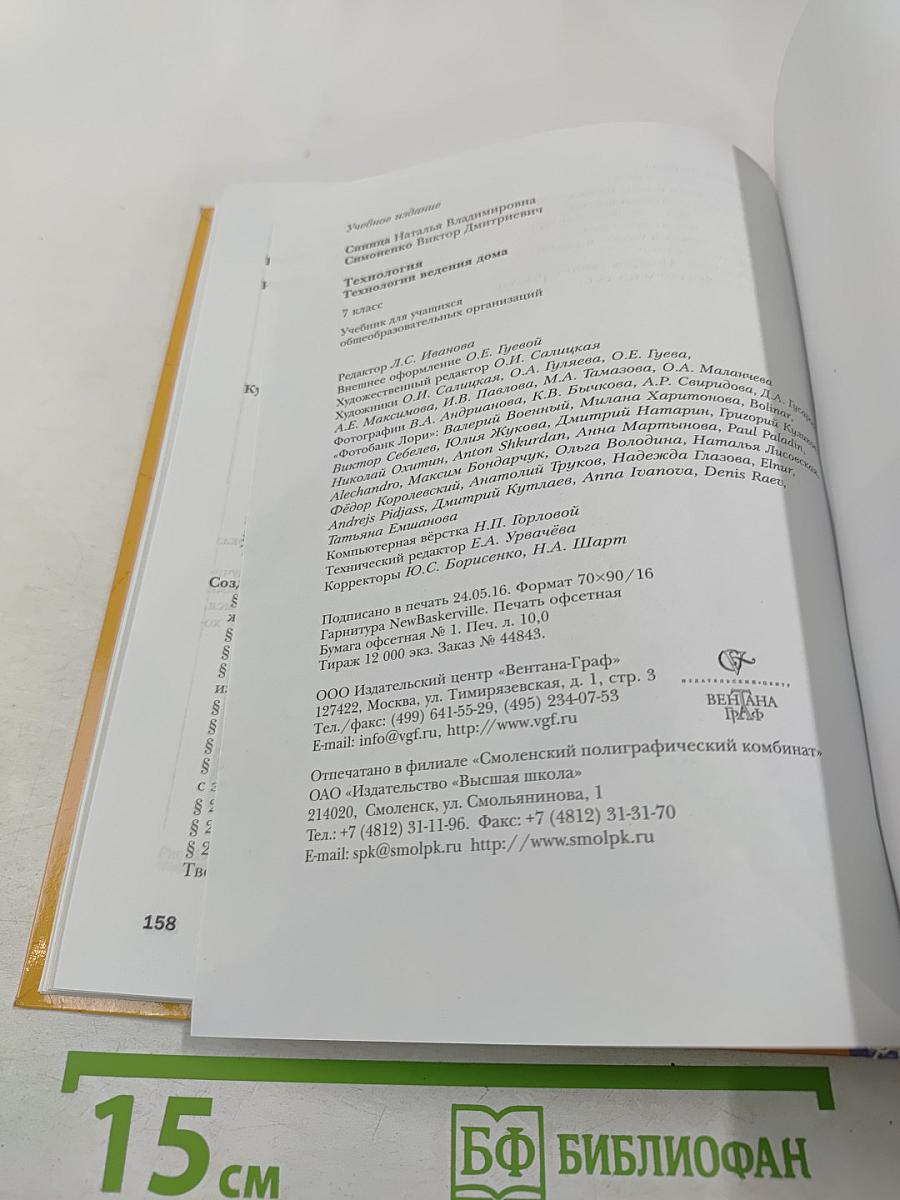 Учебное издание
Синица Наталья Владимировна
Симоненко Виктор Дмитриевич
Технология
Технологии ведения дома
7 класс
Учебник для учащихся
общеобразовательных организаций
Редактор Л.С. Иванова
Внешнее оформление О.Е. Гуевой
Художественный редактор О.И. Салицкая
Художники О.И. Салицкая, О.А. Гуляева, О.Е. Гуева,
А.Е. Максимова, И.В. Павлова, М.А. Тамазова, О.А. Маланчева
Фотографии В.А. Андрианова, К.В. Бычкова, А.Р. Свиридова, Д.А.
«Фотобанк Лори»: Валерий Военный, Милана Харитонова, Bolinar,
Виктор Себелев, Юлия Жукова, Дмитрий Натарин, Григорий
Николай Охитин, Anton Shkurdan, Анна Мартынова, Paul Paladin,
Alechandro, Максим Бондарчук, Ольга Володина, Наталья Лисовская,
Фёдор Королевский, Анатолий Труков, Надежда Глазова, Elnur,
Andrejs Pidjass, Дмитрий Кутлаев, Anna Ivanova, Denis Raev,
Татьяна Емшанова
Компьютерная вёрстка Н.П. Горловой
Технический редактор Е.А. Урвачёва
Корректоры Ю.С. Борисенко, Н.А. Шарт
Подписано в печать 24.05.16. Формат 70×90/16
Гарнитура NewBaskerville. Печать офсетная
Бумага офсетная № 1. Печ. л. 10,0
Тираж 12 000 экз. Заказ № 44843.
ООО Издательский центр «Вентана-Граф»
127422, Москва, ул. Тимирязевская, д. 1, стр. 3
Тел./факс: (499) 641-55-29, (495) 234-07-53
E-mail: info@vgf.ru, http://www.vgf.ru
ИЗДАТЕЛЬСКИЙ ЦЕНТР
ВЕНТАНА
ГРАФ
Отпечатано в филиале «Смоленский полиграфический комбинат»
ОАО «Издательство «Высшая школа»
214020, Смоленск, ул. Смольянинова, 1
Тел.: +7 (4812) 31-11-96. Факс: +7 (4812) 31-31-70
E-mail: spk@smolpk.ru http://www.smolpk.ru
Ку
Созд
§
ж
§
§
§
§
§
§
§
с
§ 2
§ 2
§ 2
Тв
158
15 см
БФ БИБЛИОФАН